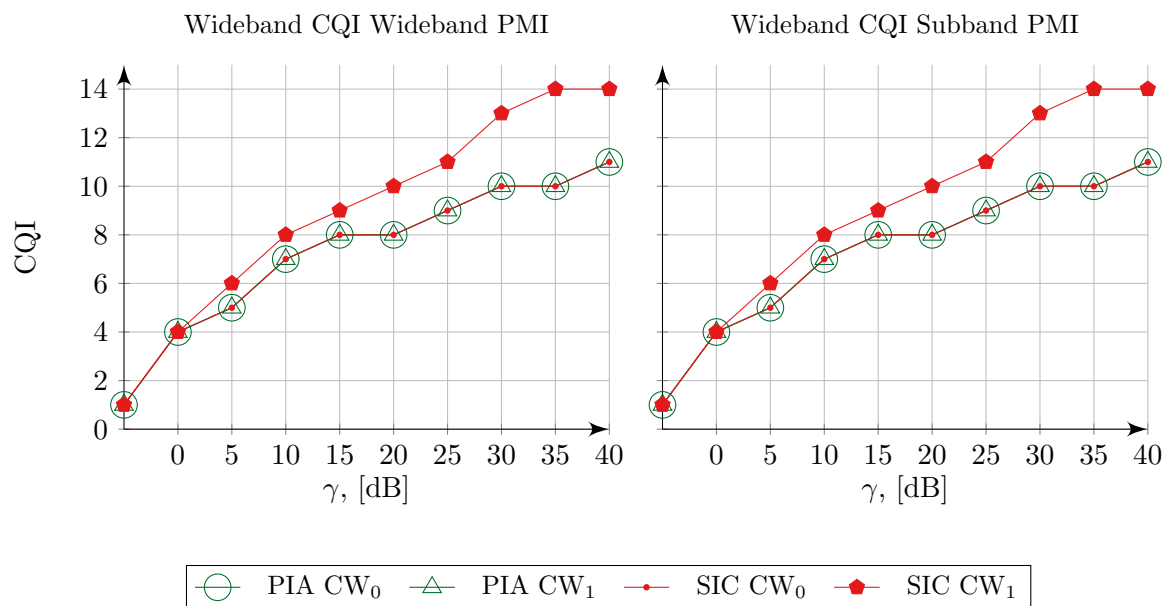 Wideband CQI Wideband PMI
Wideband CQI Subband PMI
14
12
10
8
6
4
2
0
CQI
0 5 10 15 20 25 30 35 40
0 5 10 15 20 25 30 35 40
γ, [dB]
γ, [dB]
PIA CW₀ PIA CW₁ SIC CW₀ SIC CW₁